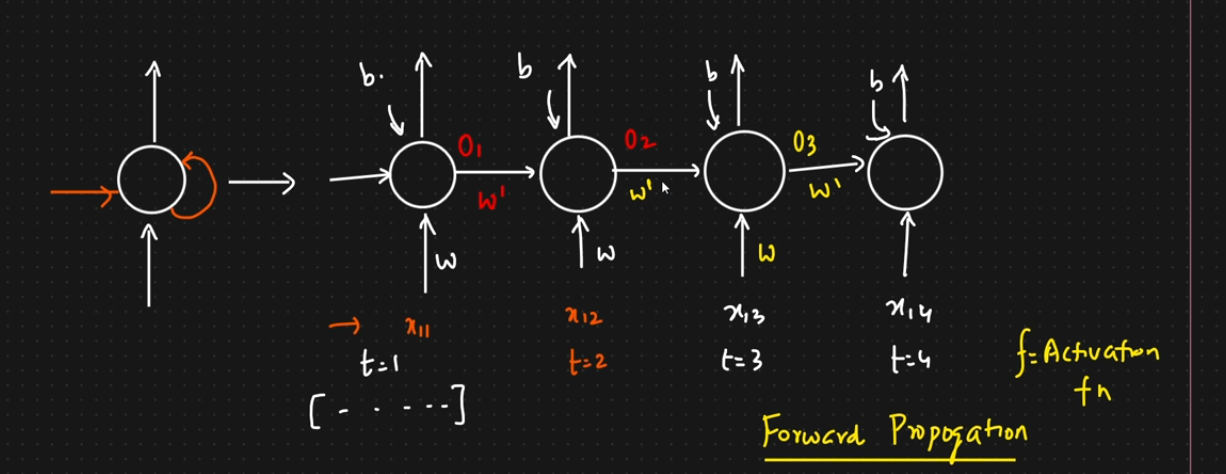 b. b b b
O1 O2 O3
W' W' W'
W W W
→ x11 x12 x13 x14
t=1 t=2 t=3 t=4
[- · · · ··]
f=Activation
fn
Forward Propogation